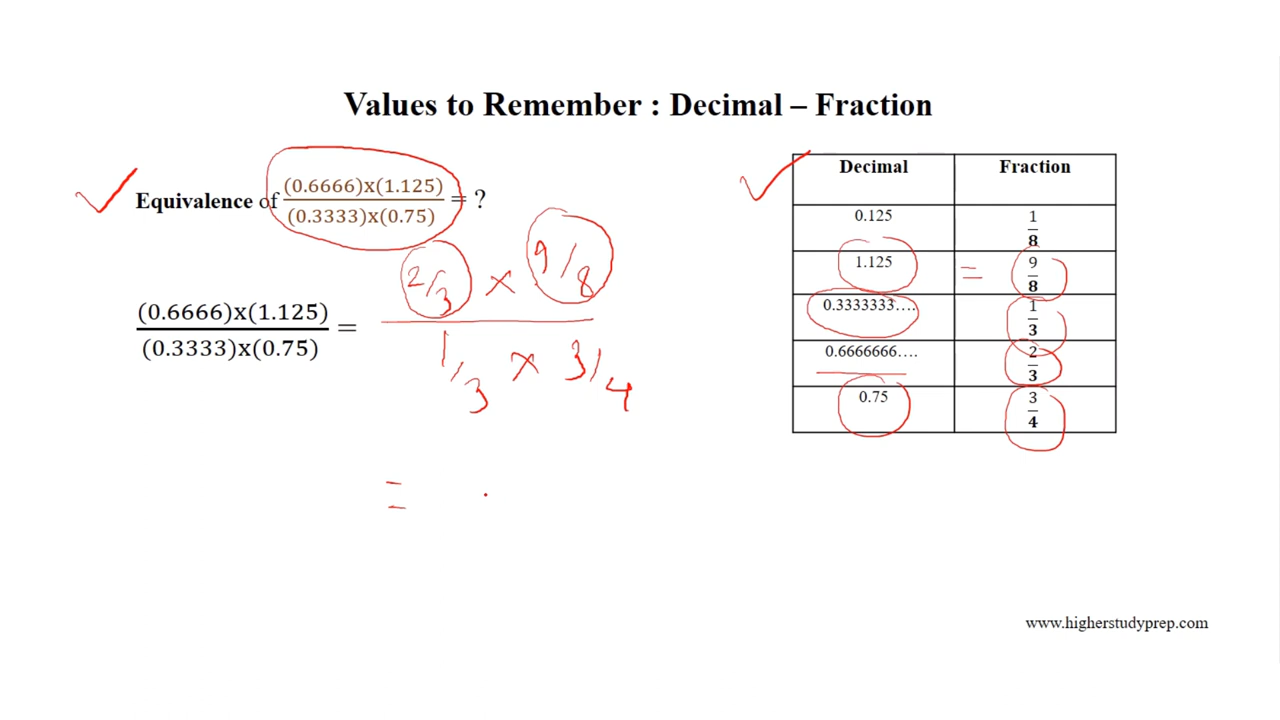 Values to Remember : Decimal – Fraction
Equivalence of (0.6666)x(1.125) / (0.3333)x(0.75) = ?
(0.6666)x(1.125) / (0.3333)x(0.75) = 2/3 x 9/8 / 1/3 x 3/4
=
Decimal Fraction
0.125 1/8
1.125 = 9/8
0.3333333.... 1/3
0.6666666.... 2/3
0.75 3/4
www.higherstudyprep.com